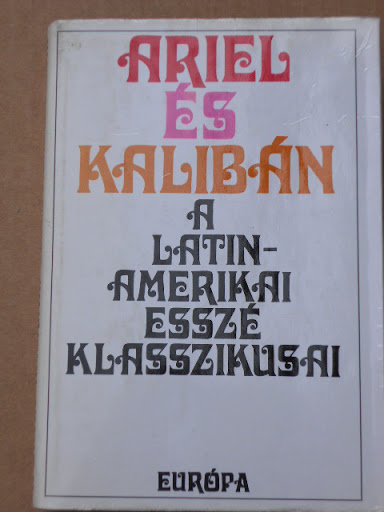 ARIEL
ÉS
KALIBÁN
A
LATIN-
AMERIKAI
ESSZÉ
KLASSZIKUSAI
EURÓPA